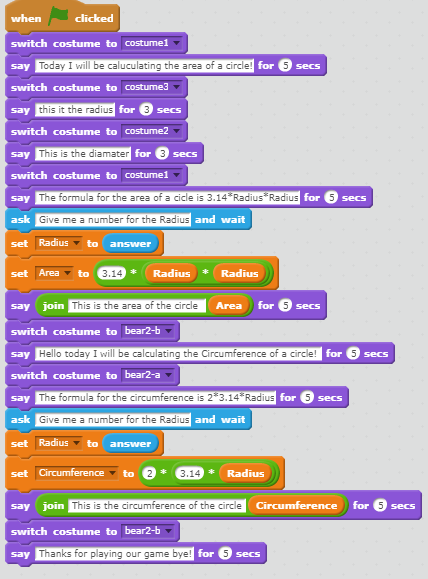 when clicked
switch costume to costume1
say Today I will be caluculating the area of a circle! for 5 secs
switch costume to costume3
say this it the radius for 3 secs
switch costume to costume2
say This is the diamater for 3 secs
switch costume to costume1
say The formula for the area of a cicle is 3.14*Radius*Radius for 5 secs
ask Give me a number for the Radius and wait
set Radius to answer
set Area to 3.14 * Radius * Radius
say join This is the area of the circle Area for 5 secs
switch costume to bear2-b
say Hello today I will be calculating the Circumference of a circle! for 5 secs
switch costume to bear2-a
say The formula for the circumference is 2*3.14*Radius for 5 secs
ask Give me a number for the Radius and wait
set Radius to answer
set Circumference to 2 * 3.14 * Radius
say join This is the circumference of the circle Circumference for 5 secs
switch costume to bear2-b
say Thanks for playing our game bye! for 5 secs